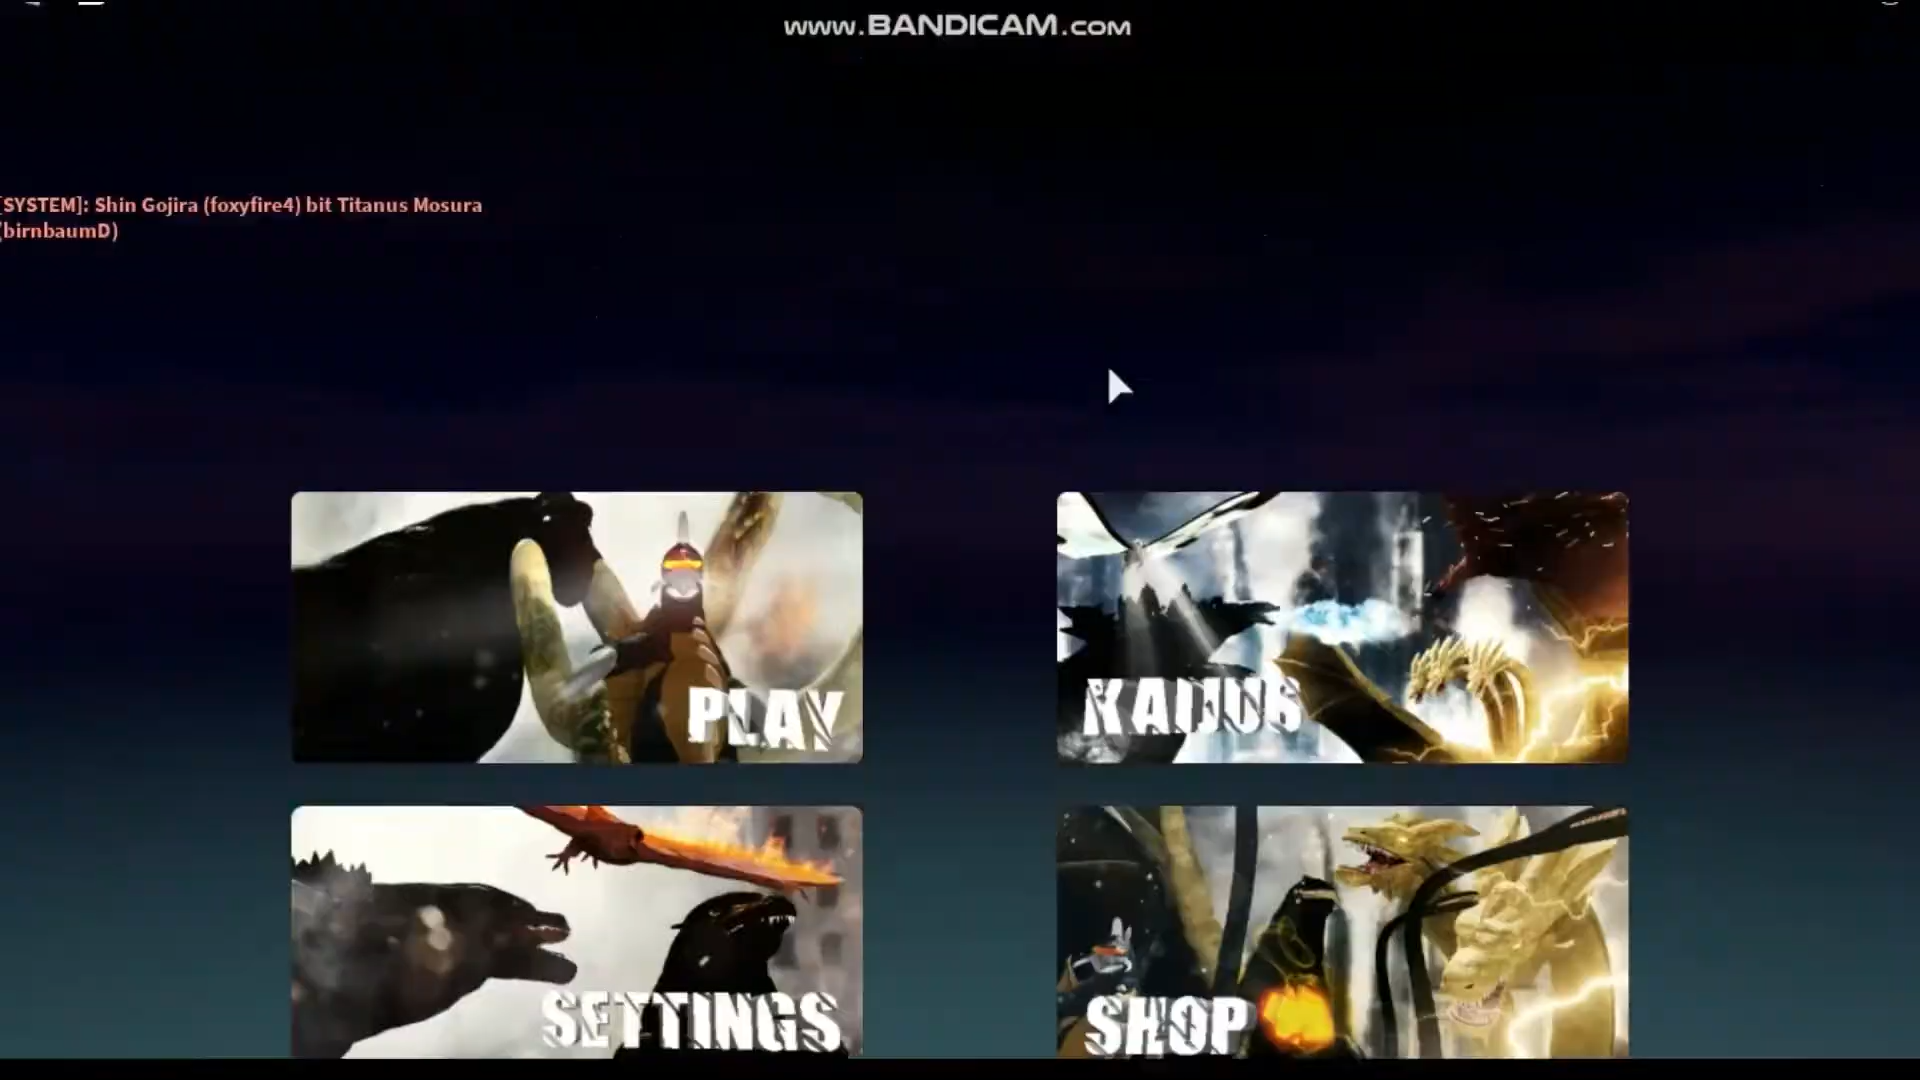 www.BANDICAM.COM
[SYSTEM]: Shin Gojira (foxyfire4) bit Titanus Mosura
(birnbaumD)
PLAY
KAIJUS
SETTINGS
SHOP